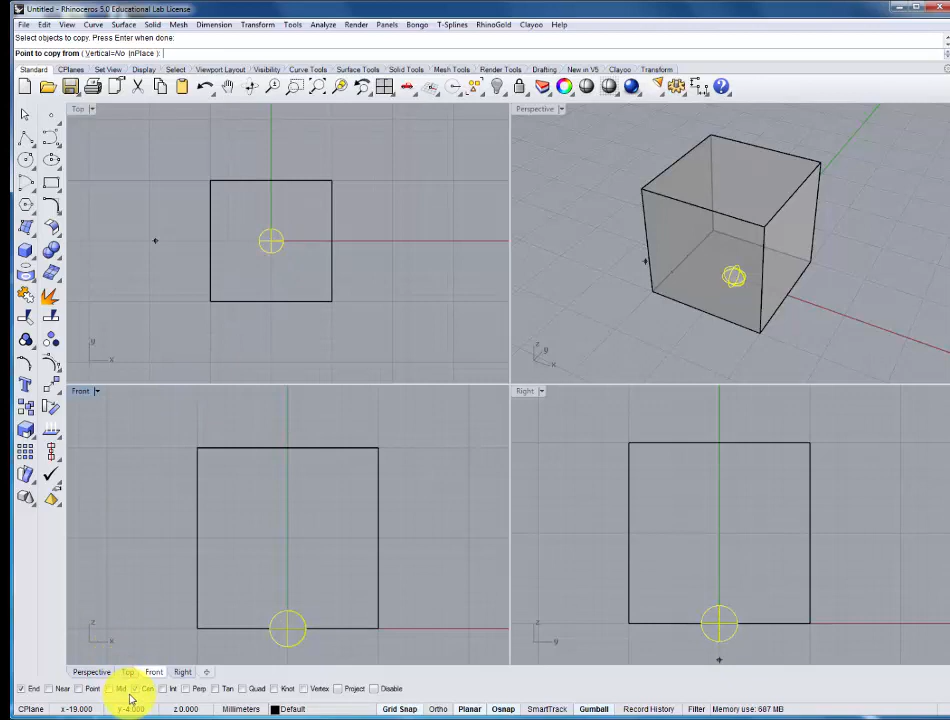 Untitled - Rhinoceros 5.0 Educational Lab License
File Edit View Curve Surface Solid Mesh Dimension Transform Tools Analyze Render Panels Bongo T-Splines RhinoGold Clayoo Help
Select objects to copy. Press Enter when done:
Point to copy from ( Vertical=No InPlace ):
Standard CPlanes Set View Display Select Viewport Layout Visibility Curve Tools Surface Tools Solid Tools Mesh Tools Render Tools Drafting New in V5 Clayoo Transform
Top Perspective
y x
z y x
Front Right
z x
z y
Perspective Top Front Right
End Near Point Mid Cen Int Perp Tan Quad Knot Vertex Project Disable
CPlane x -19.000 y -4.000 z 0.000 Millimeters Default Grid Snap Ortho Planar Osnap SmartTrack Gumball Record History Filter Memory use: 687 MB